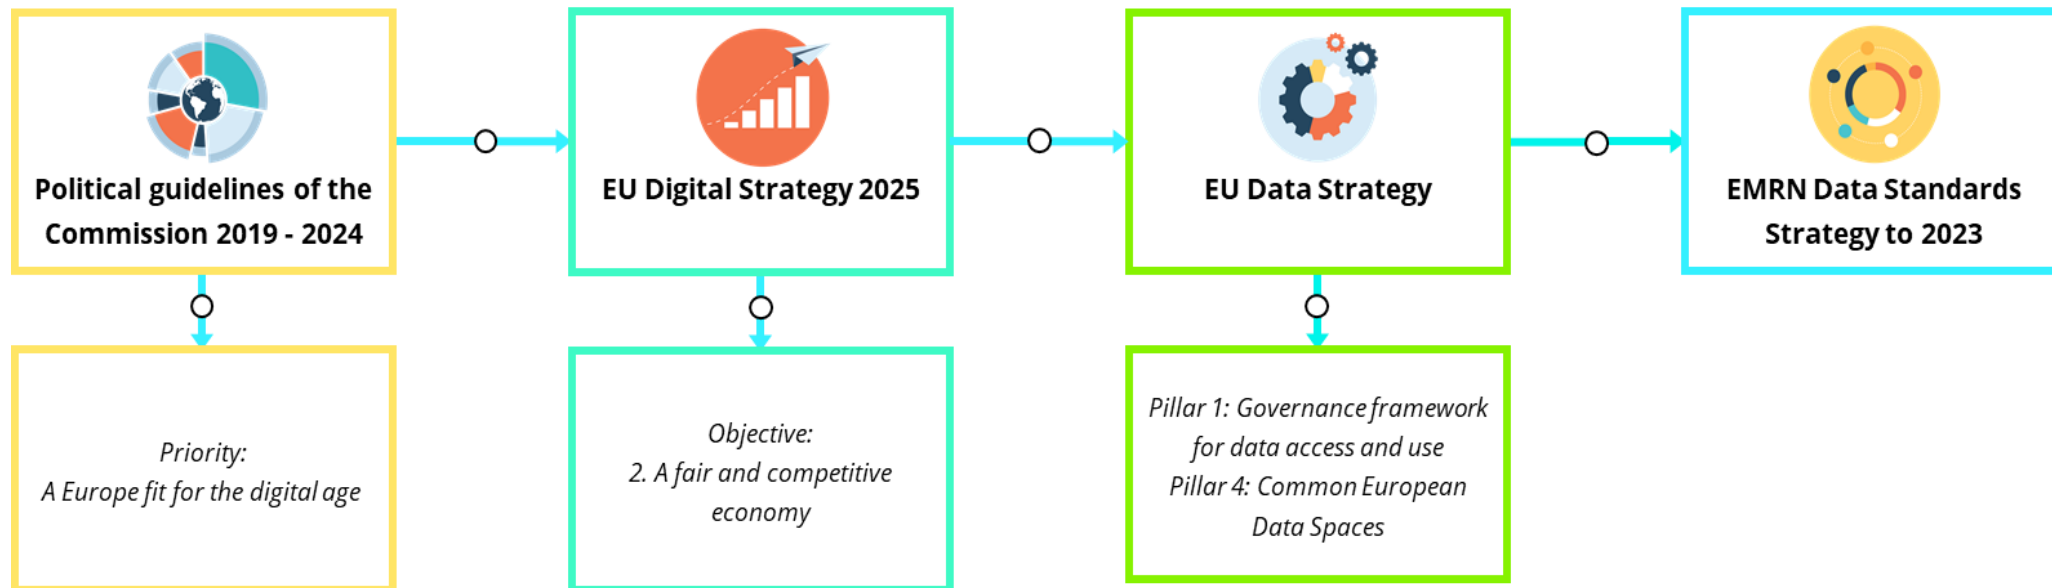 Political guidelines of the
Commission 2019 - 2024
EU Digital Strategy 2025
EU Data Strategy
EMRN Data Standards
Strategy to 2023
Priority:
A Europe fit for the digital age
Objective:
2. A fair and competitive
economy
Pillar 1: Governance framework
for data access and use
Pillar 4: Common European
Data Spaces